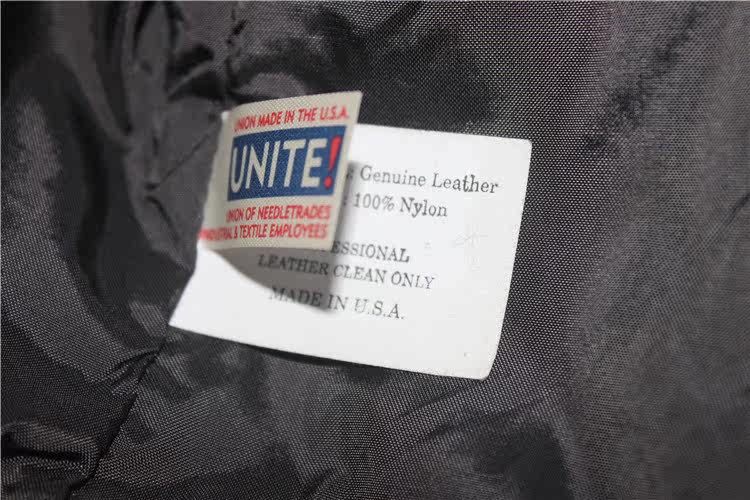 UNION MADE IN THE U.S.A.
UNITE!
UNION OF NEEDLETRADES
INDUSTRIAL & TEXTILE EMPLOYEES
: Genuine Leather
: 100% Nylon
ESSIONAL
LEATHER CLEAN ONLY
MADE IN U.S.A.